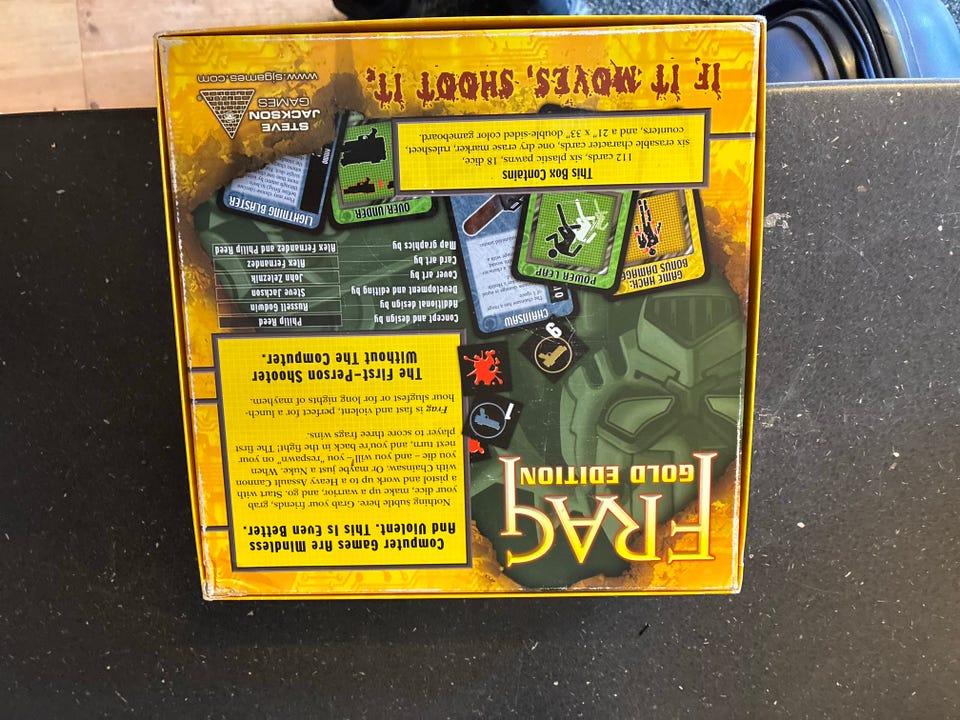 FRAG
GOLD EDITION
Computer Games Are Mindless
And Violent. This Is Even Better.
Nothing subtle here. Grab your friends, grab
your dice, make up a warrior, and go. Start with
a pistol and work up to a Heavy Assault Cannon
with Chainsaw. Or maybe just a Nuke. When
you die – and you will – you "respawn" on your
next turn, and you're back in the fight! The first
player to score three frags wins.
Frag is fast and violent, perfect for a lunch-
hour slugfest or for long nights of mayhem.
The First-Person Shooter
Without The Computer.
1
6
CHAINSAW
GAME HACK:
BONUS DAMAGE
POWER LEAP
Concept and design by Philip Reed
Additional design by Russell Godwin
Development and editing by Steve Jackson
Cover art by John Zeleznik
Card art by Alex Fernandez
Map graphics by Alex Fernandez and Philip Reed
OVER/UNDER
LIGHTNING BLASTER
This Box Contains
112 cards, six plastic pawns, 18 dice,
six erasable character cards, one dry erase marker, rulesheet,
counters, and a 21" x 33" double-sided color gameboard.
IF IT MOVES, SHOOT IT.
STEVE
JACKSON
GAMES
www.sjgames.com